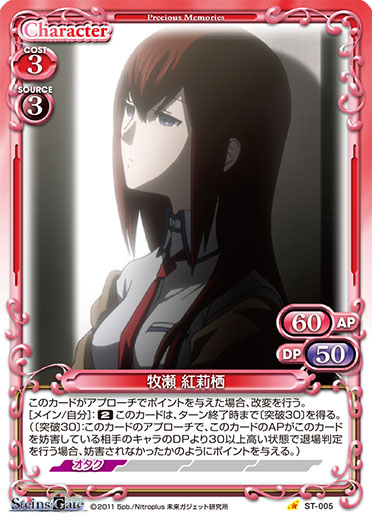 Precious Memories
Character
COST
3
SOURCE
3
60 AP
DP 50
牧瀬 紅莉栖
このカードがアプローチでポイントを与えた場合、改変を行う。
[メイン/自分]：2 このカードは、ターン終了時まで〔突破30〕を得る。
（〔突破30〕：このカードのアプローチで、このカードのAPがこのカードを
妨害している相手のキャラのDPより30以上高い状態で退場判定
を行う場合、妨害されなかったかのようにポイントを与える。）
オタク
Steins;Gate
©2011 5pb./Nitroplus 未来ガジェット研究所
ST-005